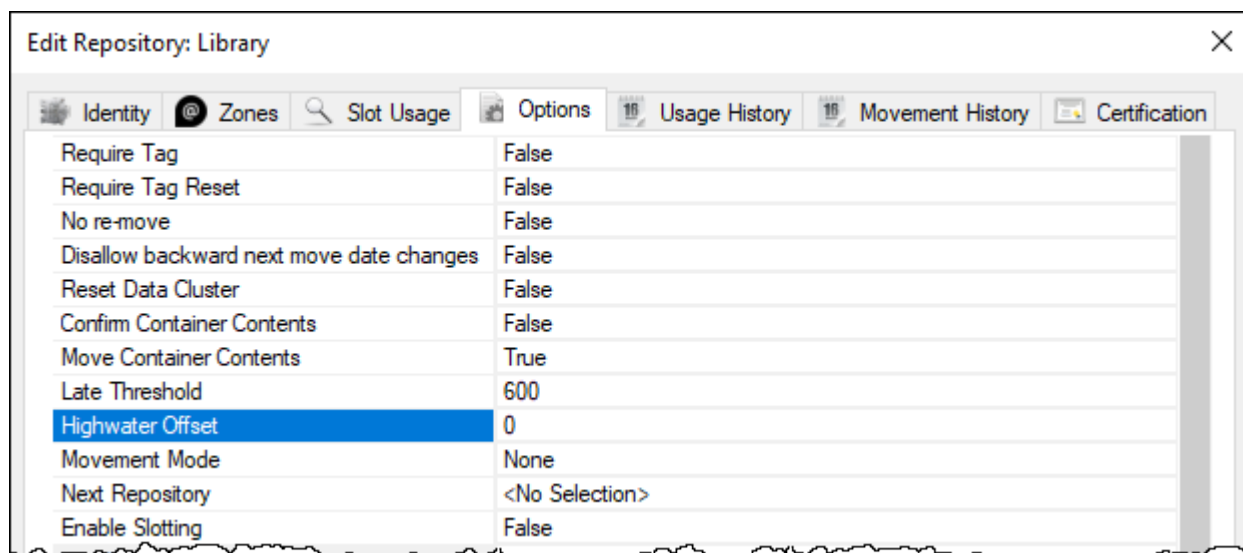 Edit Repository: Library
Identity Zones Slot Usage Options Usage History Movement History Certification
Require Tag False
Require Tag Reset False
No re-move False
Disallow backward next move date changes False
Reset Data Cluster False
Confirm Container Contents False
Move Container Contents True
Late Threshold 600
Highwater Offset 0
Movement Mode None
Next Repository <No Selection>
Enable Slotting False